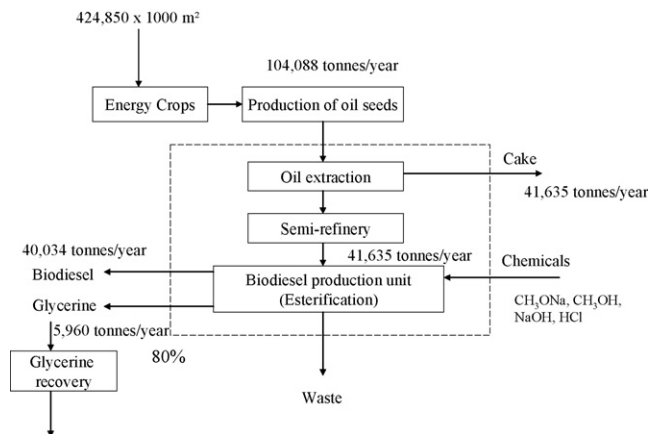 424,850 x 1000 m²
104,088 tonnes/year
Energy Crops
Production of oil seeds
Cake
Oil extraction
41,635 tonnes/year
Semi-refinery
40,034 tonnes/year
41,635 tonnes/year
Chemicals
Biodiesel
Biodiesel production unit
(Esterification)
Glycerine
CH₃ONa, CH₃OH,
NaOH, HCl
5,960 tonnes/year
80%
Glycerine
recovery
Waste